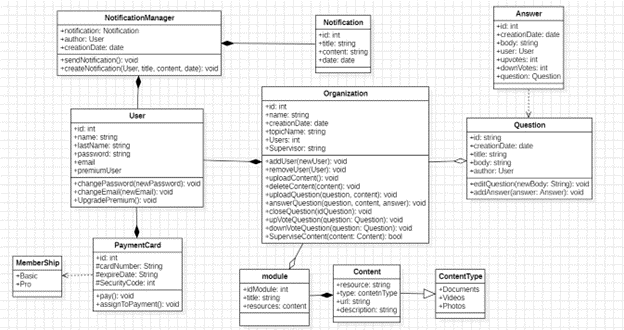 NotificationManager
+notification: Notification
+author: User
+creationDate: date
+sendNotification(): void
+createNotification(User, title, content, date): void
Notification
+id: int
+title: string
+content: string
+date: date
Answer
+id: int
+creationDate: date
+body: string
+user: User
+upvotes: int
+downVotes: int
+question: Question
User
+id: int
+name: string
+lastName: string
+password: string
+email
+premiumUser
+changePassword(newPassword): void
+changeEmail(newEmail): void
+UpgradePremium(): void
Organization
+id: int
+name: string
+creationDate: date
+topicName: string
+Users: int
+Supervisor: string
+addUser(newUser): void
+removeUser(User): void
+uploadContent(): void
+deleteContent(content): void
+uploadQuestion(question, content): void
+answerQuestion(question, content, answer): void
+closeQuestion(idQuestion): void
+upVoteQuestion(question: Question): void
+downVoteQuestion(question: Question): void
+SuperviseContent(content: Content): bool
Question
+id: string
+creationDate: date
+title: string
+body: string
+author: User
+editQuestion(newBody: String): void
+addAnswer(answer: Answer): void
PaymentCard
+id: int
#cardNumber: String
#expireDate: String
#SecurityCode: int
+pay(): void
+assignToPayment(): void
MemberShip
+Basic
+Pro
module
+idModule: int
+title: string
+resources: content
Content
+resource: string
+type: contetnType
+url: string
+description: string
ContentType
+Documents
+Videos
+Photos